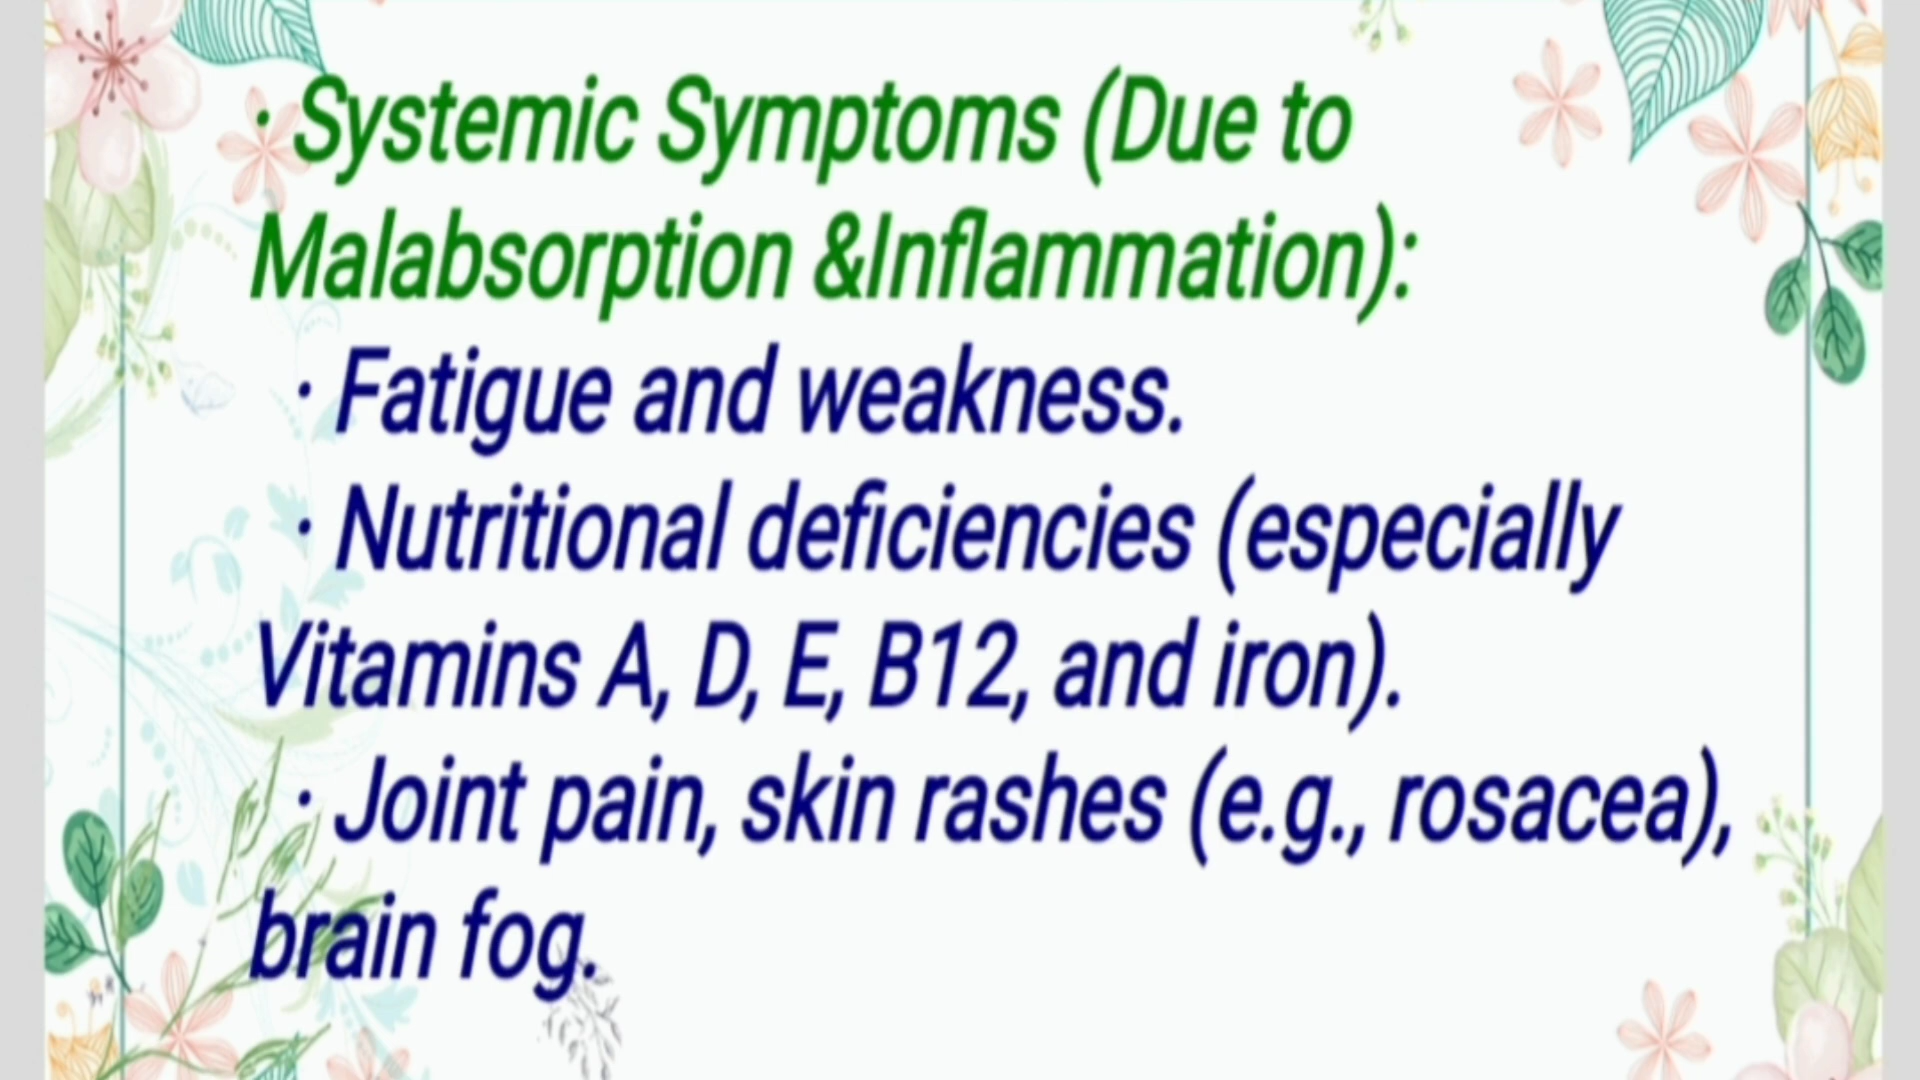 · Systemic Symptoms (Due to
Malabsorption &Inflammation):
· Fatigue and weakness.
· Nutritional deficiencies (especially
Vitamins A, D, E, B12, and iron).
· Joint pain, skin rashes (e.g., rosacea),
brain fog.